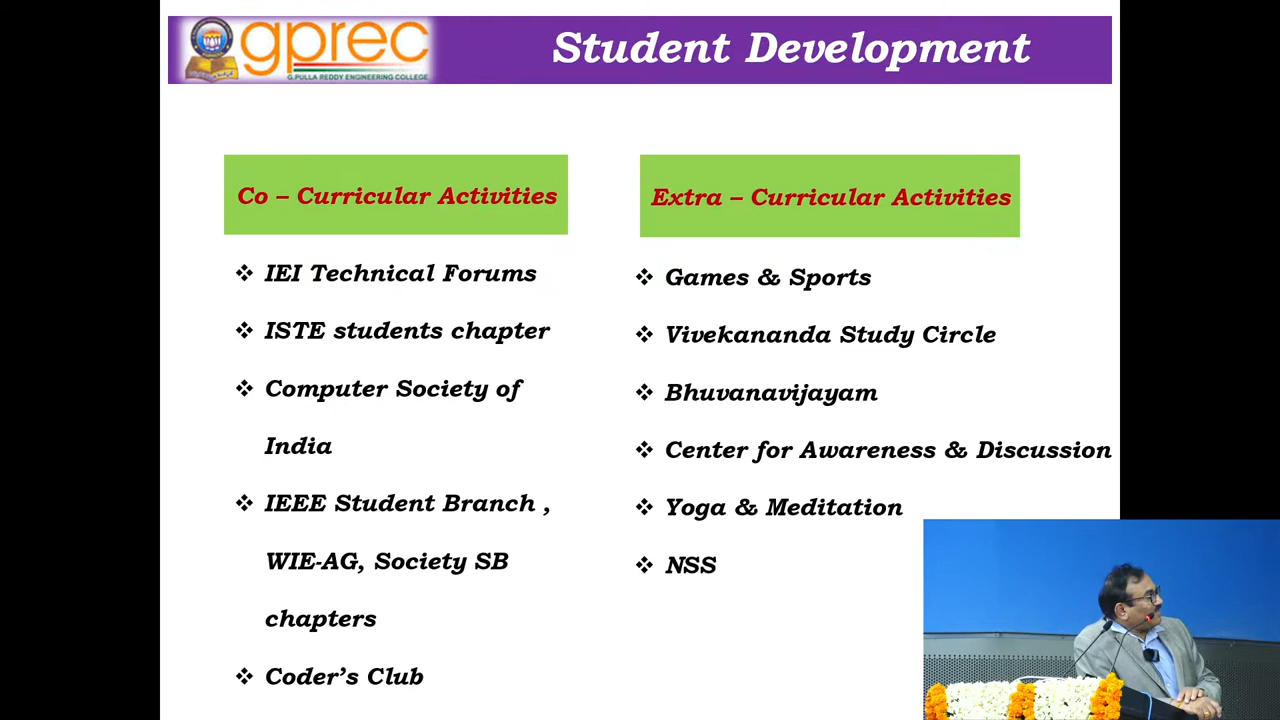 gprec
G.PULLA REDDY ENGINEERING COLLEGE
Student Development
Co – Curricular Activities
❖ IEI Technical Forums
❖ ISTE students chapter
❖ Computer Society of
India
❖ IEEE Student Branch ,
WIE-AG, Society SB
chapters
❖ Coder's Club
Extra – Curricular Activities
❖ Games & Sports
❖ Vivekananda Study Circle
❖ Bhuvanavijayam
❖ Center for Awareness & Discussion
❖ Yoga & Meditation
❖ NSS